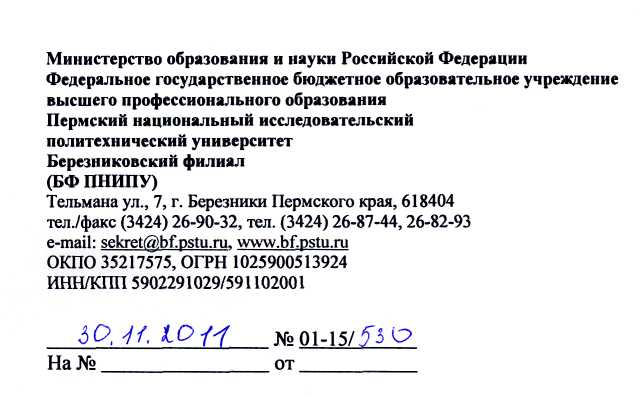 Министерство образования и науки Российской Федерации
Федеральное государственное бюджетное образовательное учреждение
высшего профессионального образования
Пермский национальный исследовательский
политехнический университет
Березниковский филиал
(БФ ПНИПУ)
Тельмана ул., 7, г. Березники Пермского края, 618404
тел./факс (3424) 26-90-32, тел. (3424) 26-87-44, 26-82-93
e-mail: sekret@bf.pstu.ru, www.bf.pstu.ru
ОКПО 35217575, ОГРН 1025900513924
ИНН/КПП 5902291029/591102001
30.11.2011 № 01-15/530
На № ________________ от ___________